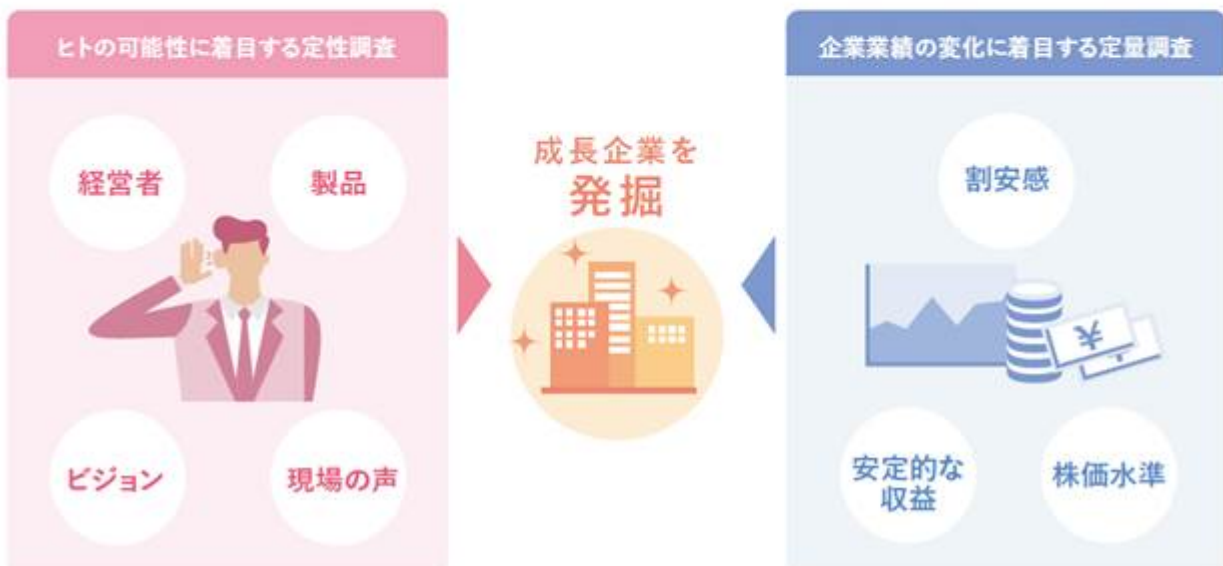 ヒトの可能性に着目する定性調査
経営者
製品
ビジョン
現場の声
成長企業を
発掘
企業業績の変化に着目する定量調査
割安感
¥
安定的な
収益
株価水準